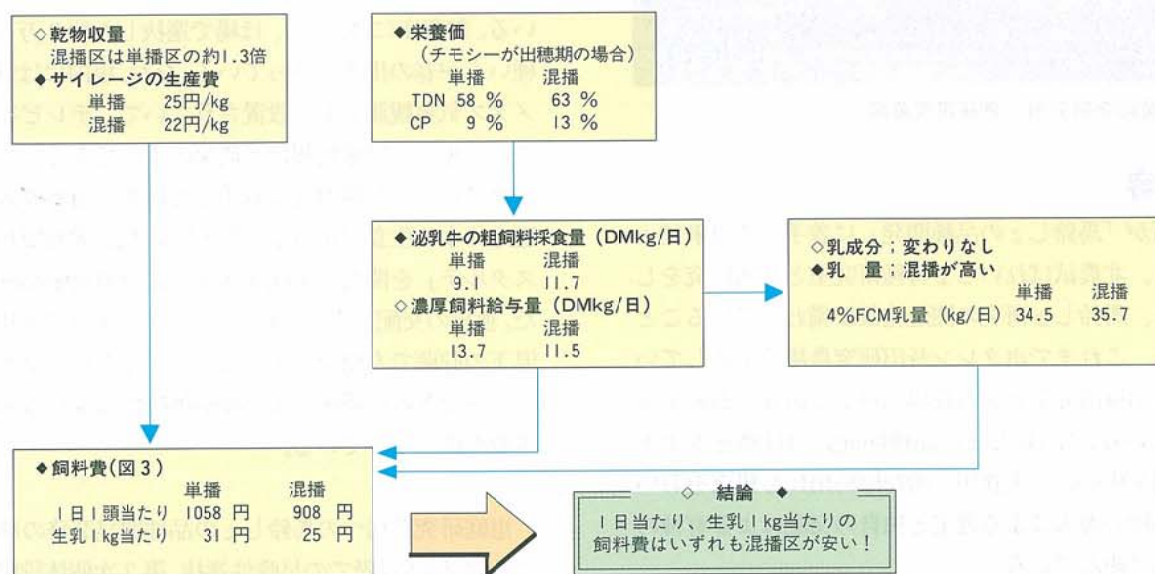 ◇乾物収量
混播区は単播区の約1.3倍
◆サイレージの生産費
単播 25円/kg
混播 22円/kg
◆栄養価
(チモシーが出穂期の場合)
単播 混播
TDN 58 % 63 %
CP 9 % 13 %
◆泌乳牛の粗飼料採食量 (DMkg/日)
単播 混播
9.1 11.7
◇濃厚飼料給与量 (DMkg/日)
単播 混播
13.7 11.5
◇乳成分;変わりなし
◆乳 量;混播が高い
単播 混播
4%FCM乳量 (kg/日) 34.5 35.7
◆飼料費(図3)
単播 混播
1日1頭当たり 1058 円 908 円
生乳1kg当たり 31 円 25 円
◇ 結論 ◆
1日当たり、生乳1kg当たりの
飼料費はいずれも混播区が安い!